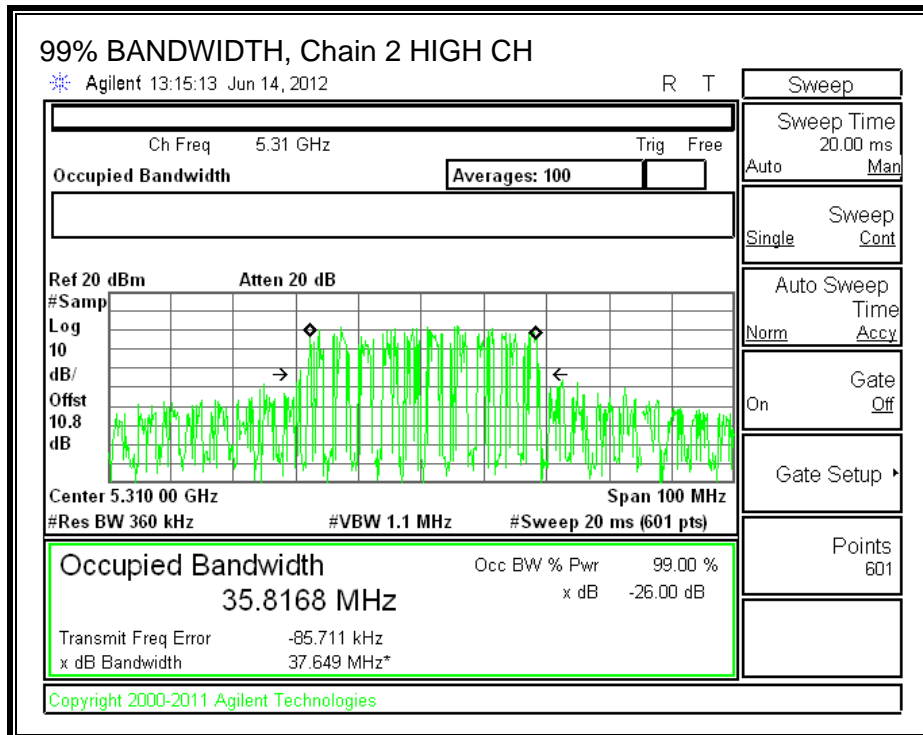 99% BANDWIDTH, Chain 2 HIGH CH
Agilent 13:15:13 Jun 14, 2012 R T
Ch Freq 5.31 GHz Trig Free
Occupied Bandwidth Averages: 100
Ref 20 dBm Atten 20 dB
#Samp
Log
10
dB/
Offst
10.8
dB
Center 5.310 00 GHz Span 100 MHz
#Res BW 360 kHz #VBW 1.1 MHz #Sweep 20 ms (601 pts)
Occupied Bandwidth Occ BW % Pwr 99.00 %
35.8168 MHz x dB -26.00 dB
Transmit Freq Error -85.711 kHz
x dB Bandwidth 37.649 MHz*
Copyright 2000-2011 Agilent Technologies
Sweep
Sweep Time
20.00 ms
Auto Man
Sweep
Single Cont
Auto Sweep
Time
Norm Accy
Gate
On Off
Gate Setup
Points
601